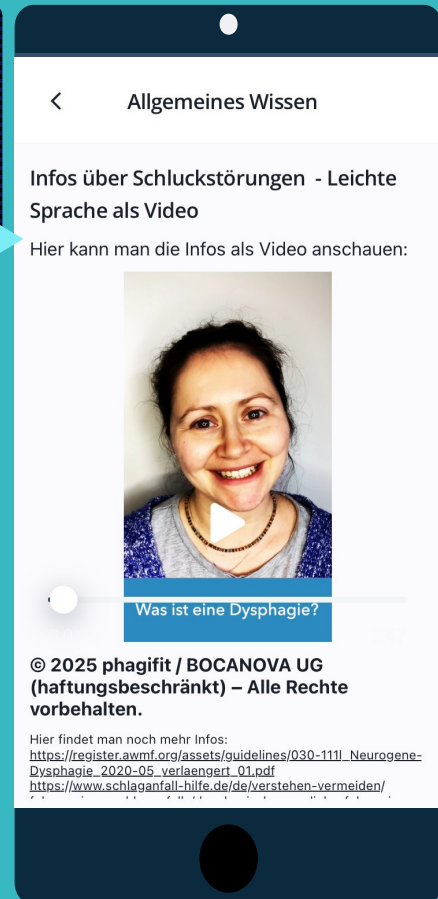 Allgemeines Wissen
Infos über Schluckstörungen - Leichte
Sprache als Video
Hier kann man die Infos als Video anschauen:
Was ist eine Dysphagie?
© 2025 phagifit / BOCANOVA UG
(haftungsbeschränkt) – Alle Rechte
vorbehalten.
Hier findet man noch mehr Infos:
https://register.awmf.org/assets/guidelines/030-111l_Neurogene-
Dysphagie_2020-05_verlaengert_01.pdf
https://www.schlaganfall-hilfe.de/de/verstehen-vermeiden/